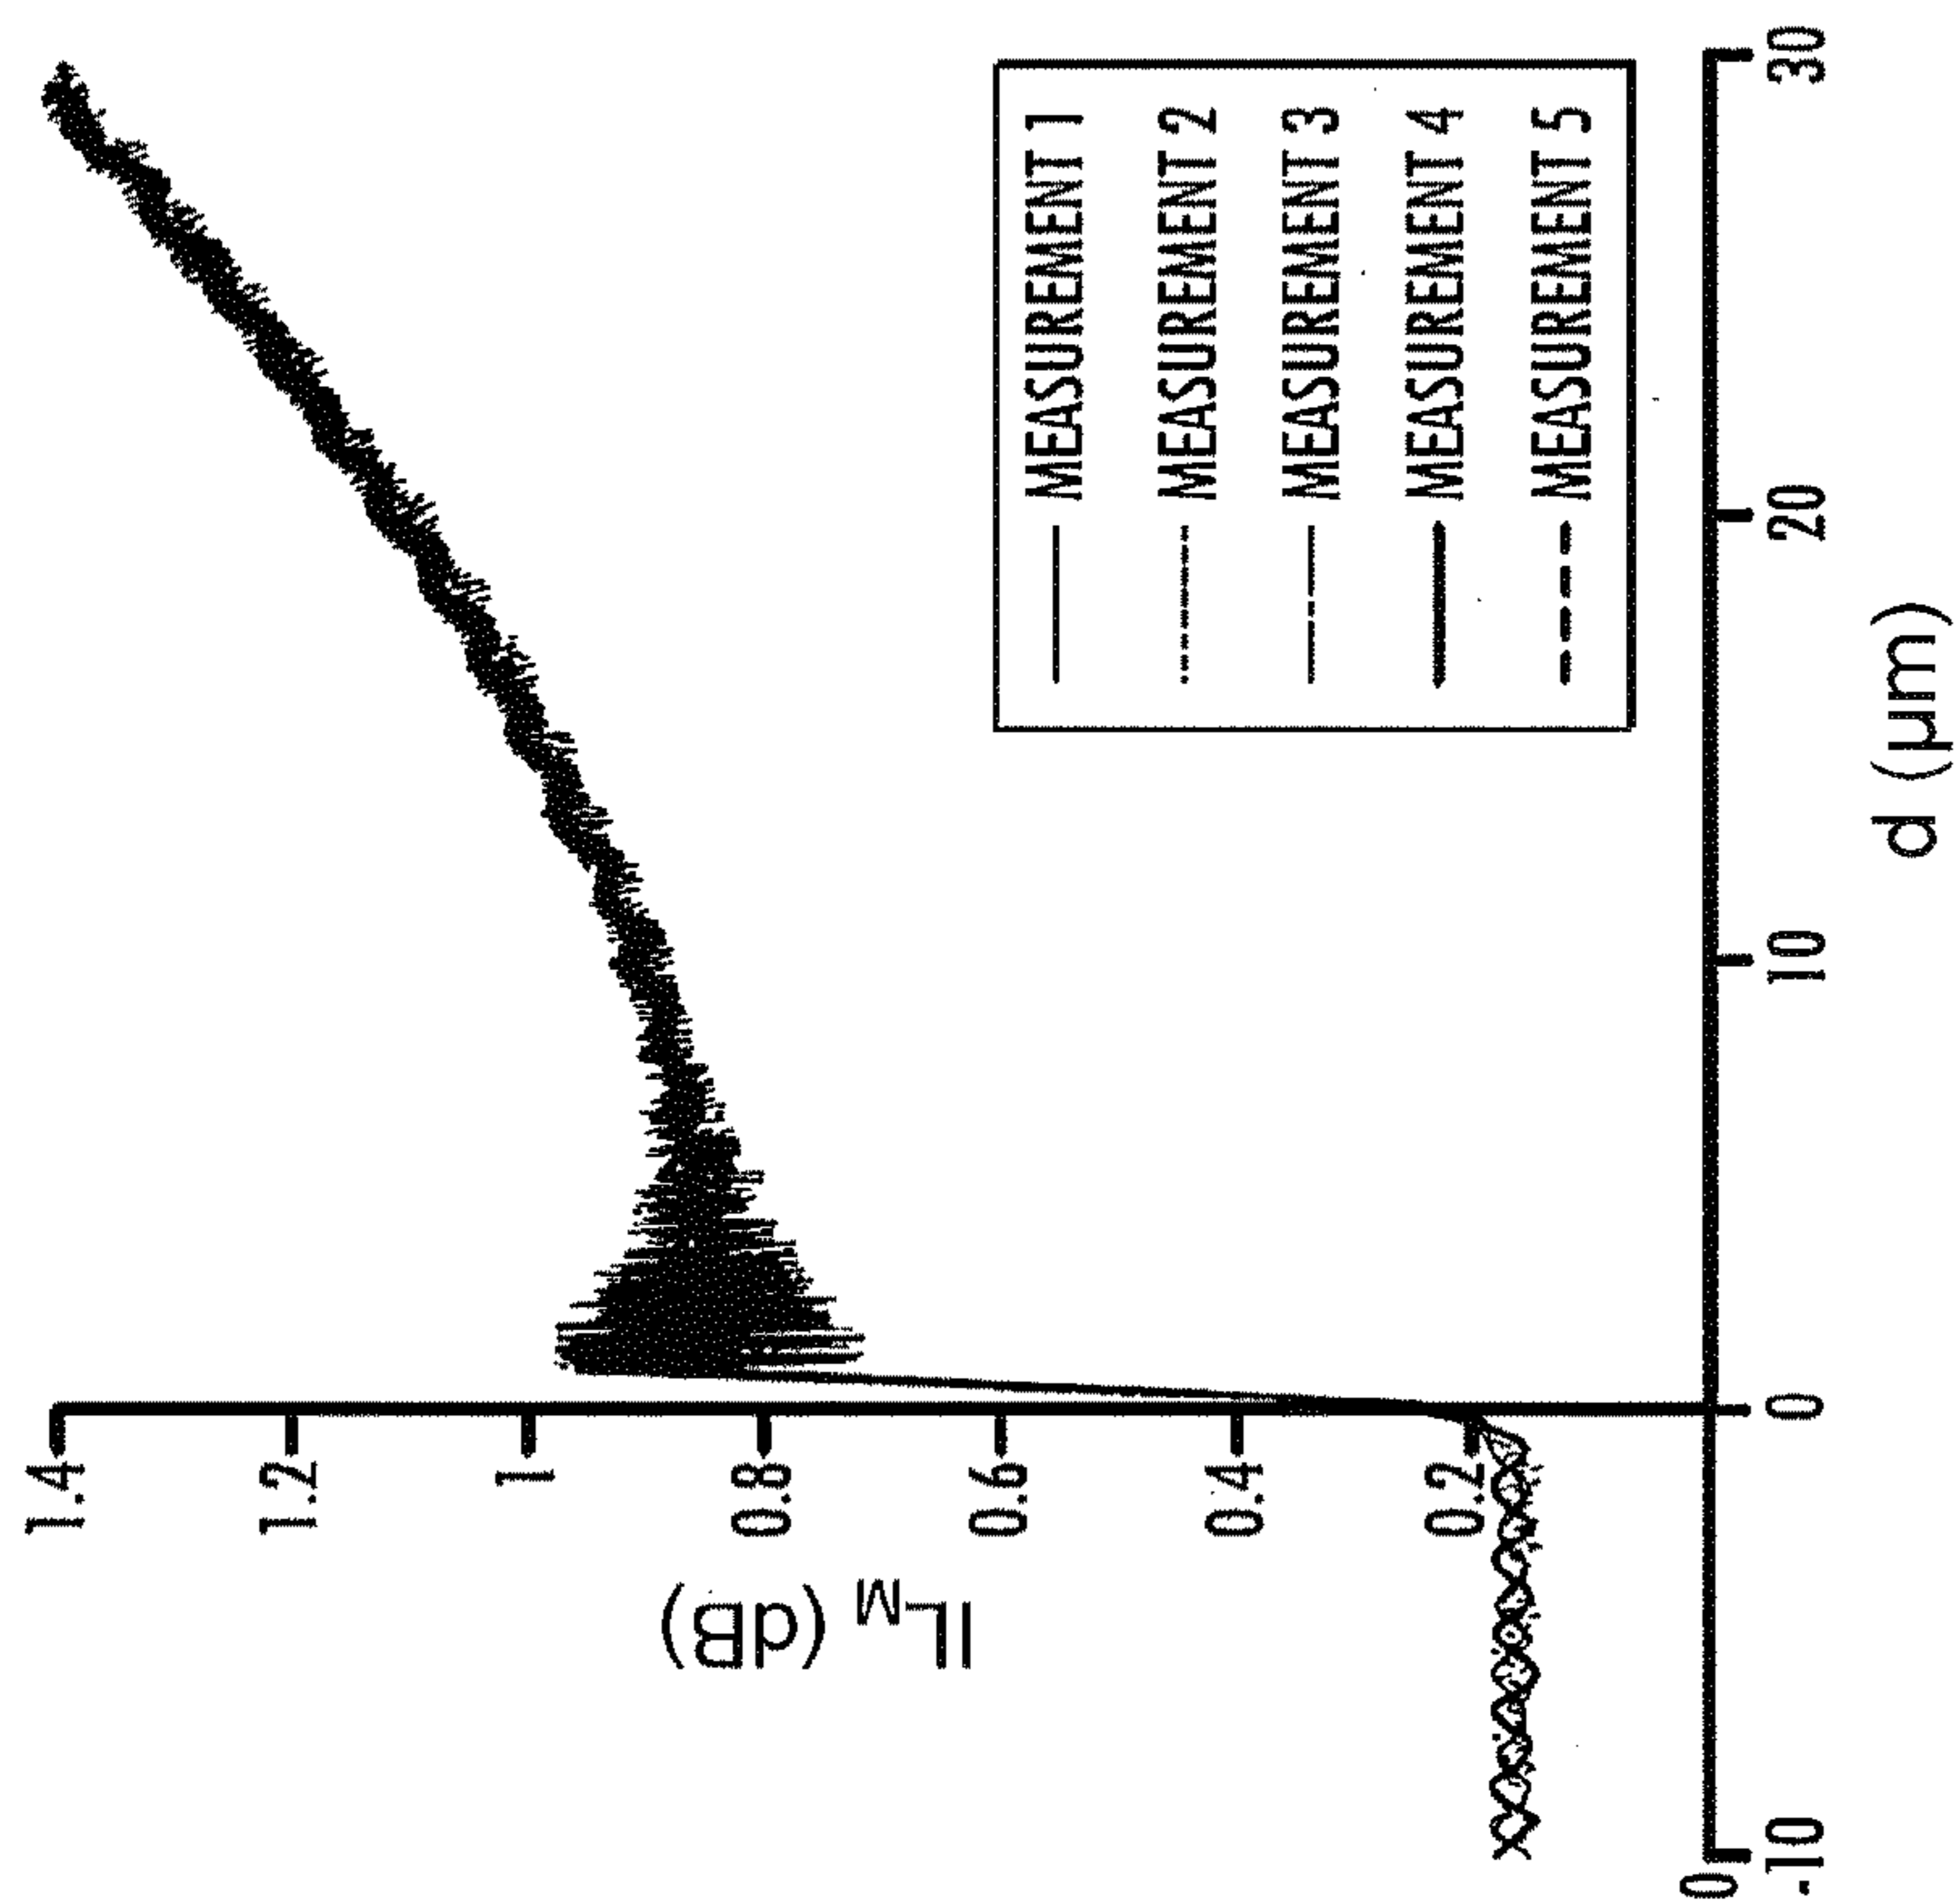 1.4
1.2
1
0.8
0.6
0.4
0.2
0
IL_M (dB)
-10
0
10
20
30
d (µm)
MEASUREMENT 1
MEASUREMENT 2
MEASUREMENT 3
MEASUREMENT 4
MEASUREMENT 5